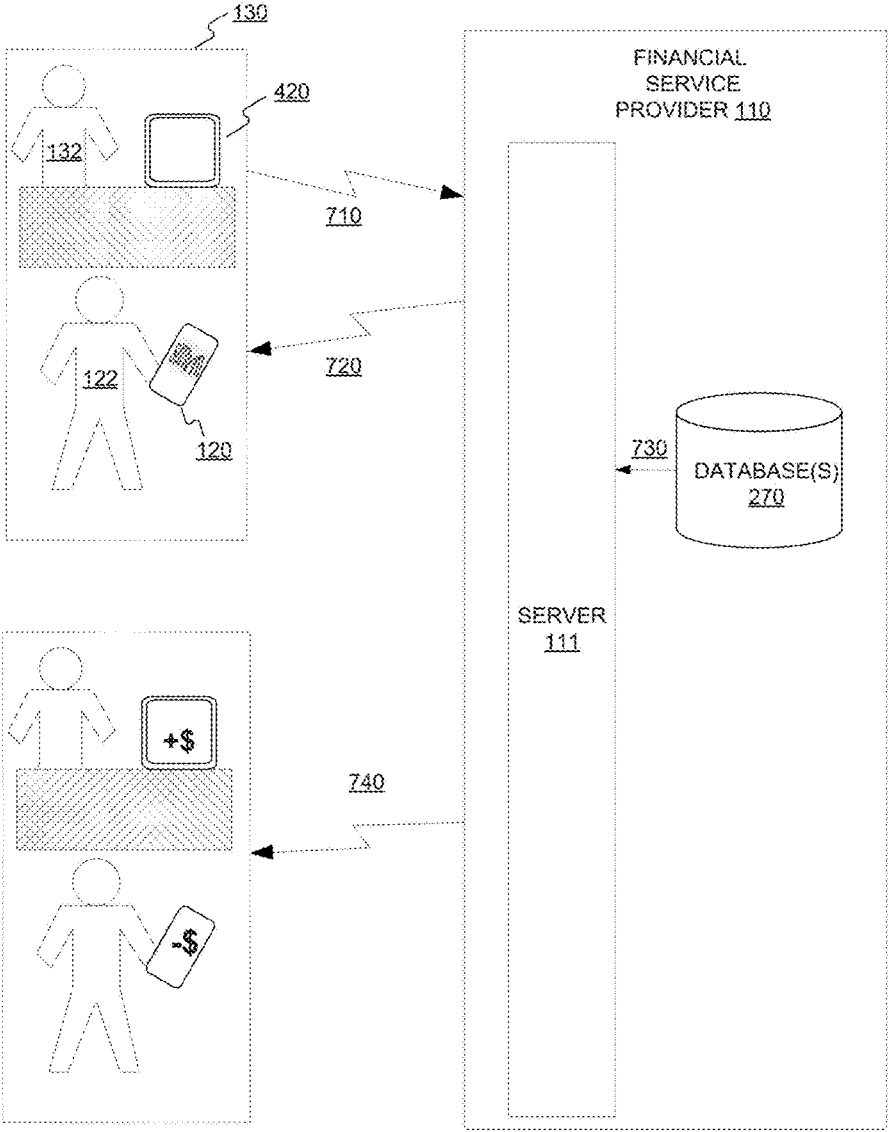 130
FINANCIAL
SERVICE
PROVIDER 110
420
132
710
720
122
120
730
DATABASE(S)
270
SERVER
111
+$
740
-$